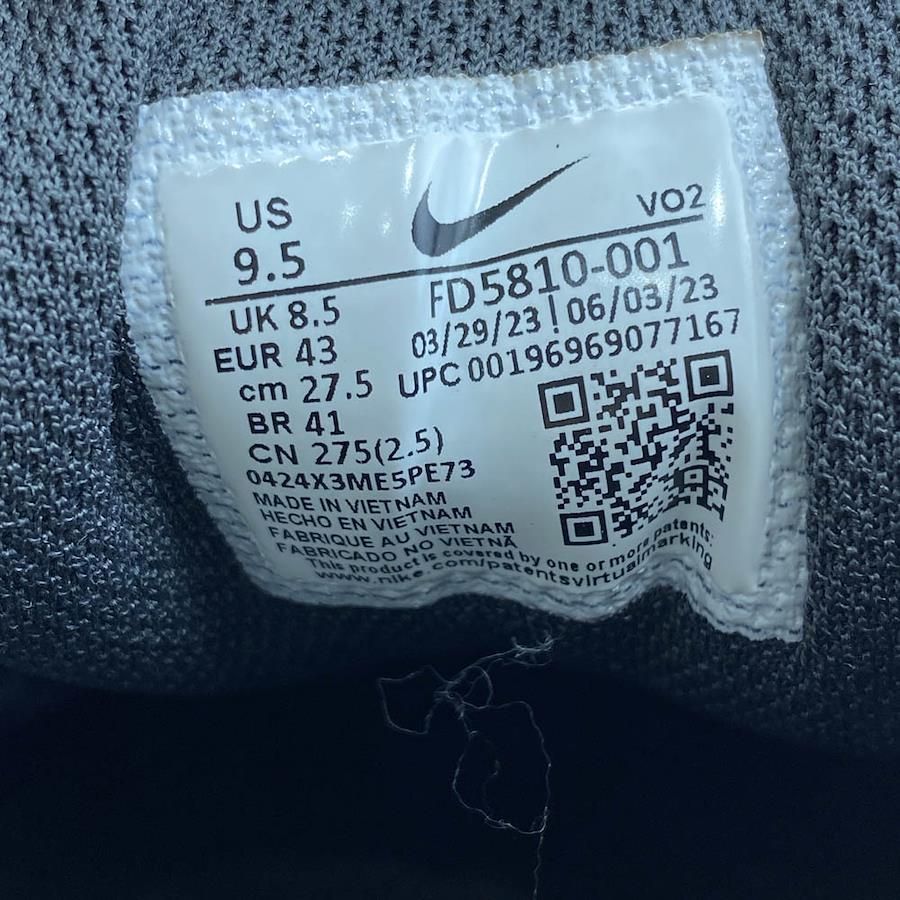 US
9.5
VO2
UK 8.5
FD5810-001
EUR 43
03/29/23 | 06/03/23
cm 27.5
UPC 00196969077167
BR 41
CN 275(2.5)
0424X3ME5PE73
MADE IN VIETNAM
HECHO EN VIETNAM
FABRIQUE AU VIETNAM
FABRICADO NO VIETNÃ
This product is covered by one or more patents:
www.nike.com/patentsvirtualmarking